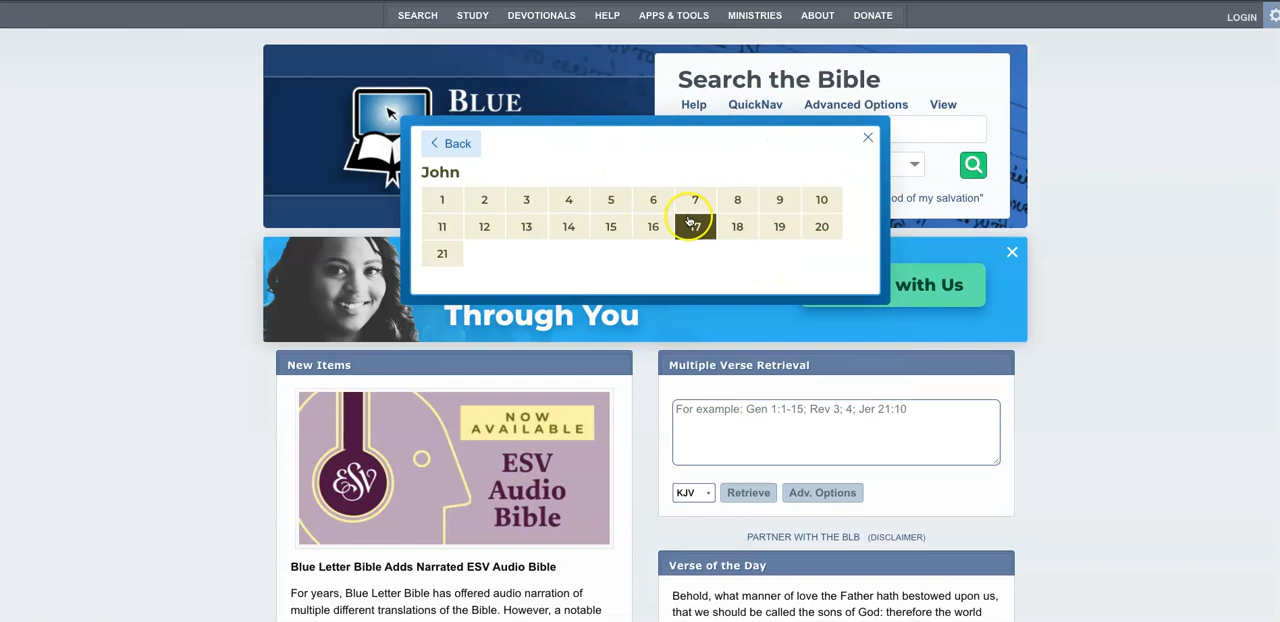 SEARCH STUDY DEVOTIONALS HELP APPS & TOOLS MINISTRIES ABOUT DONATE
LOGIN
BLUE
Search the Bible
Help QuickNav Advanced Options View
od of my salvation"
Back
John
1 2 3 4 5 6 7 8 9 10
11 12 13 14 15 16 17 18 19 20
21
with Us
Through You
New Items
NOW
AVAILABLE
ESV
Audio
Bible
ESV
Blue Letter Bible Adds Narrated ESV Audio Bible
For years, Blue Letter Bible has offered audio narration of
multiple different translations of the Bible. However, a notable
Multiple Verse Retrieval
For example: Gen 1:1-15; Rev 3; 4; Jer 21:10
KJV Retrieve Adv. Options
PARTNER WITH THE BLB (DISCLAIMER)
Verse of the Day
Behold, what manner of love the Father hath bestowed upon us,
that we should be called the sons of God: therefore the world